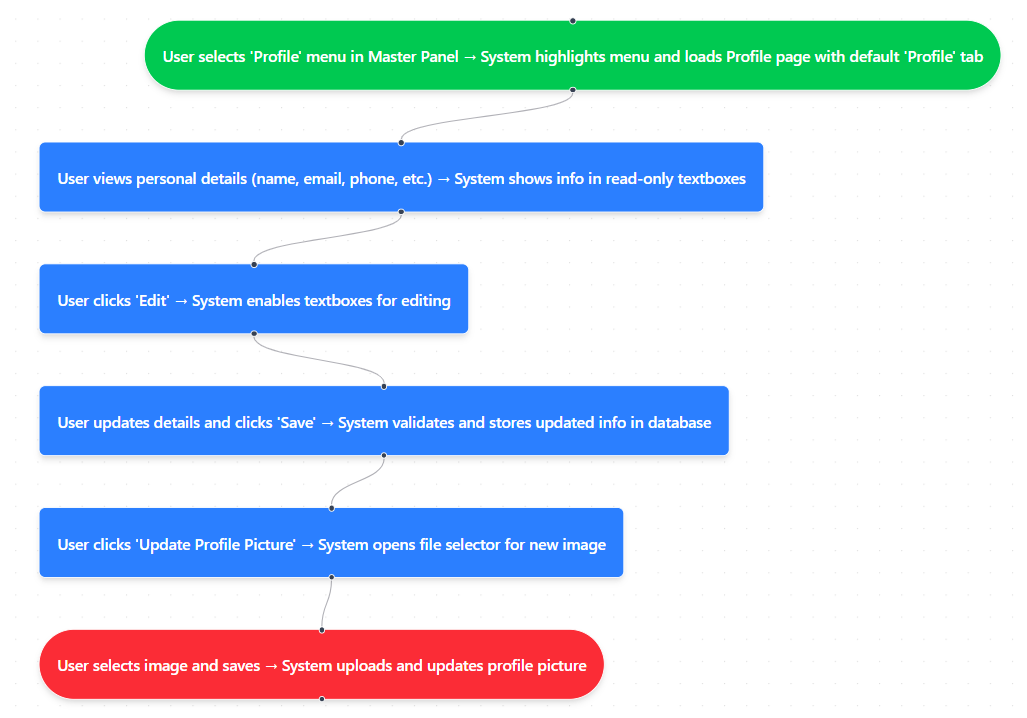 User selects 'Profile' menu in Master Panel → System highlights menu and loads Profile page with default 'Profile' tab
User views personal details (name, email, phone, etc.) → System shows info in read-only textboxes
User clicks 'Edit' → System enables textboxes for editing
User updates details and clicks 'Save' → System validates and stores updated info in database
User clicks 'Update Profile Picture' → System opens file selector for new image
User selects image and saves → System uploads and updates profile picture